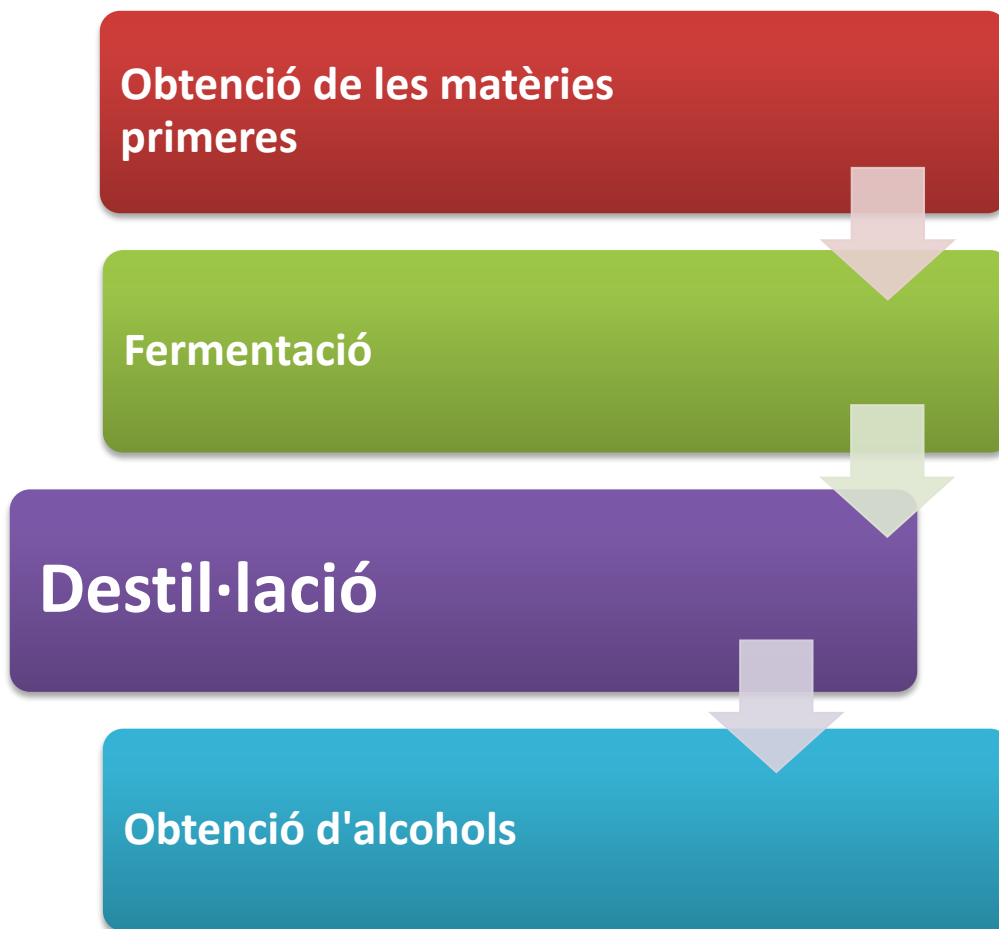 Obtenció de les matèries
primeres
Fermentació
Destil·lació
Obtenció d'alcohols